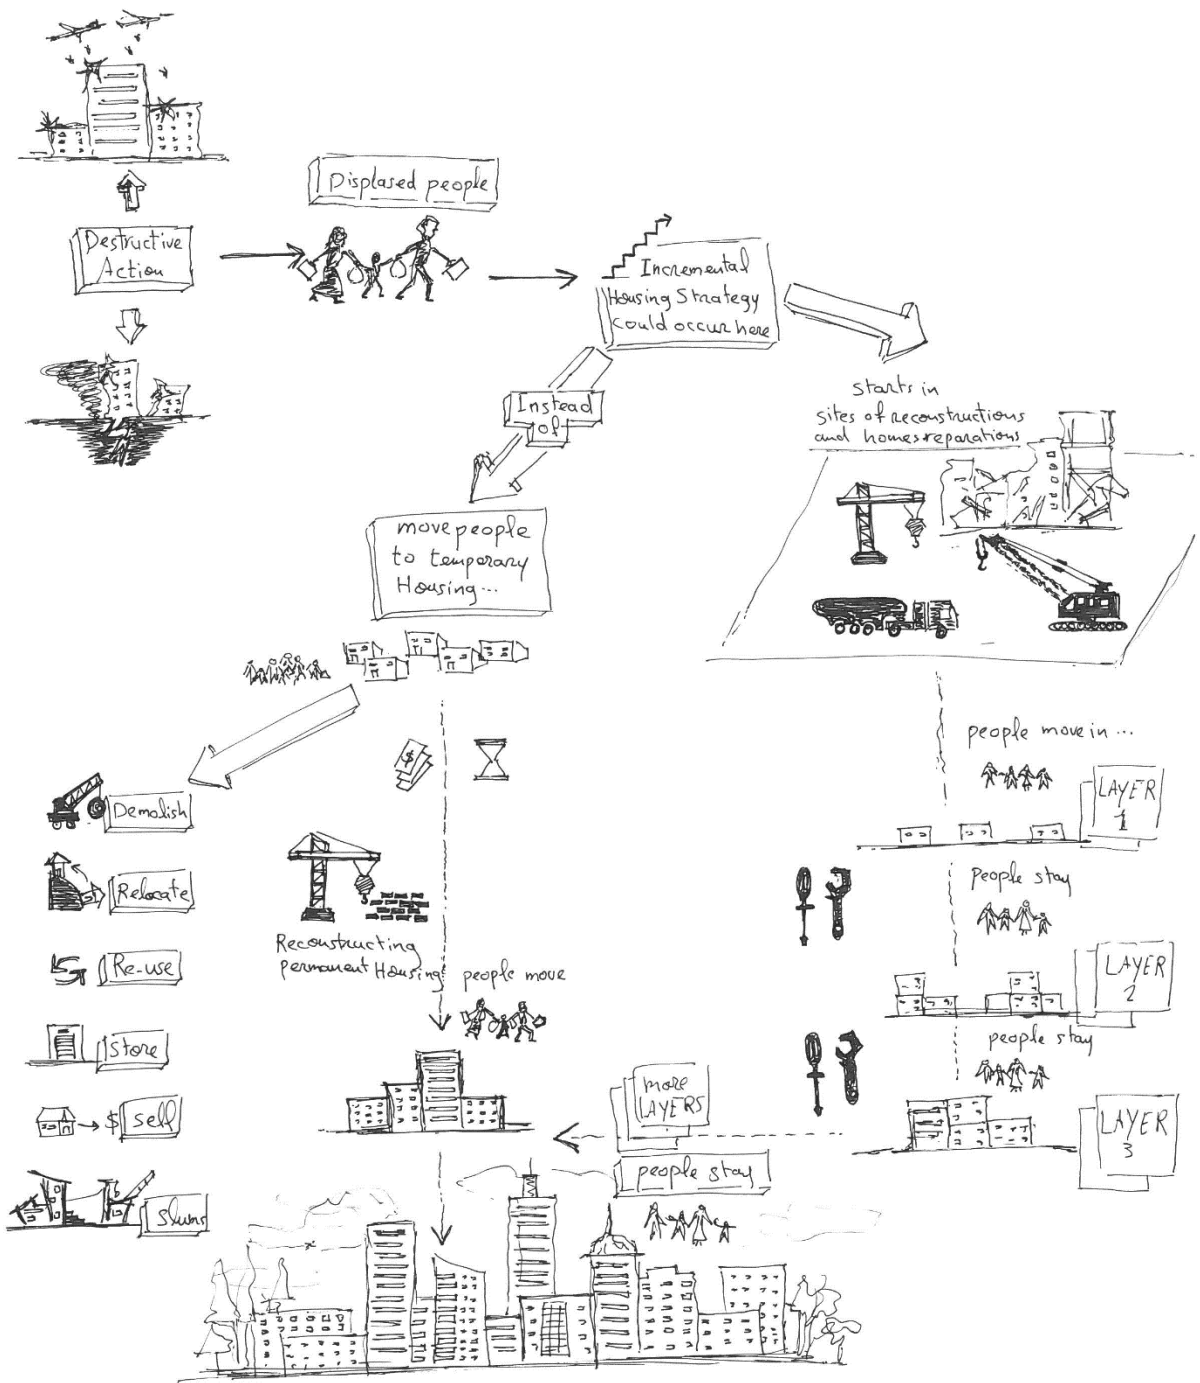 Displased people
Destructive
Action
Incremental
Housing Strategy
could occur here
Instead
of
starts in
sites of reconstructions
and homes reparations
move people
to temporary
Housing...
people move in ...
LAYER
1
$
Demolish
people stay
Relocate
Reconstructing
permanent Housing
people move
Re-use
LAYER
2
people stay
store
more
LAYERS
$
sell
LAYER
3
people stay
slums